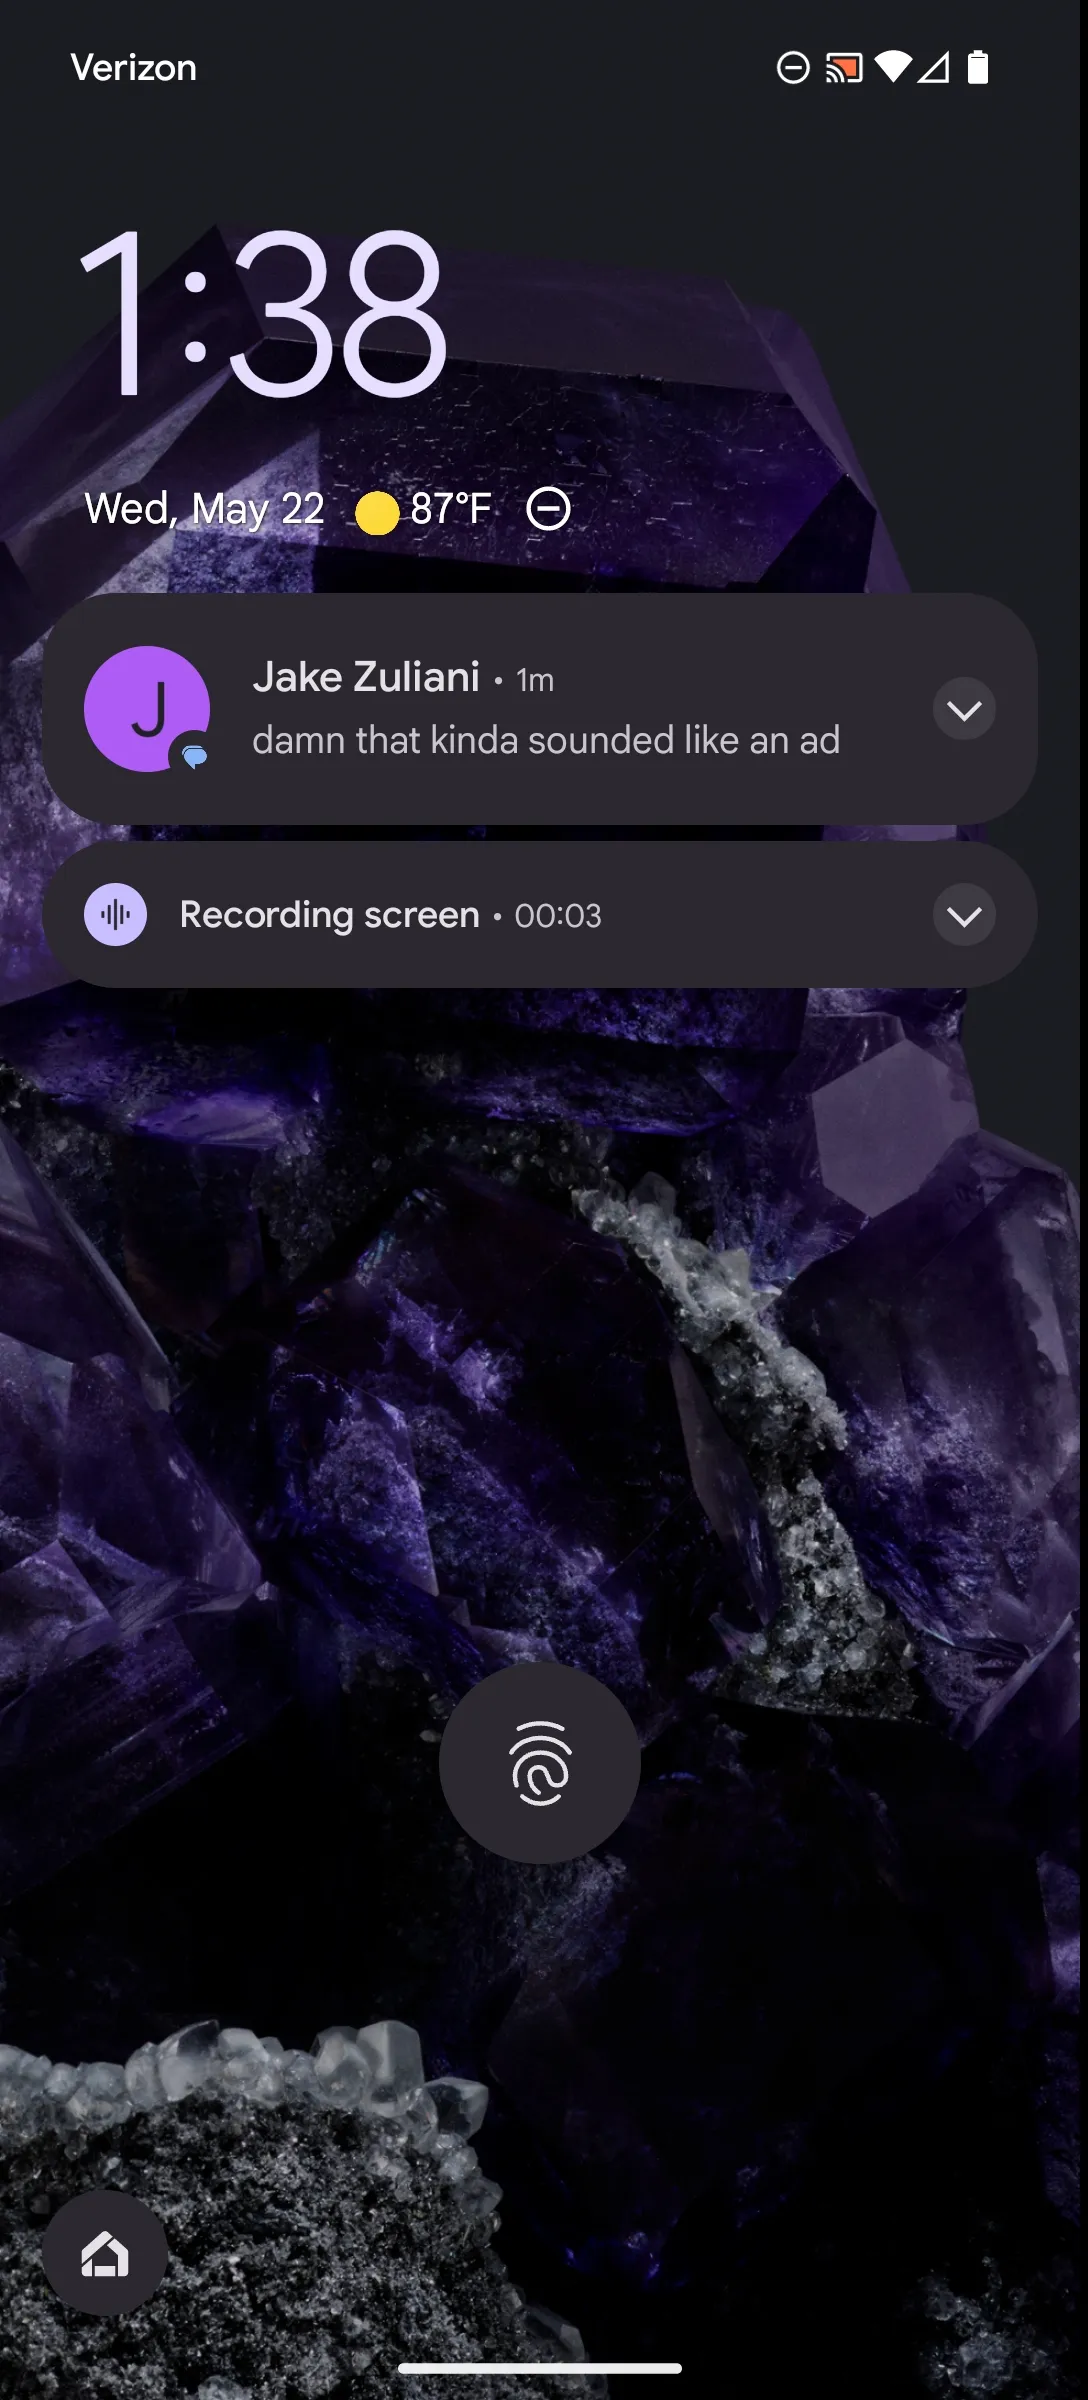 Verizon
1:38
Wed, May 22 87°F
J
Jake Zuliani • 1m
damn that kinda sounded like an ad
Recording screen • 00:03